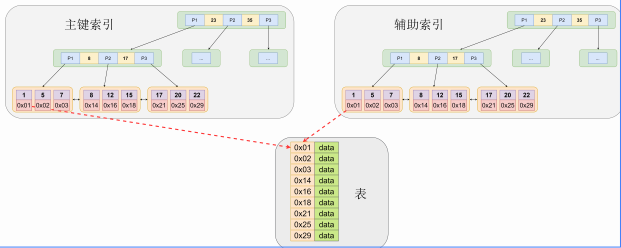 主键索引
P1 23 P2 35 P3
P1 8 P2 17 P3
...
...
1 5 7 8 12 15 17 20 22
0x01 0x02 0x03 0x14 0x16 0x18 0x21 0x25 0x29
辅助索引
P1 23 P2 35 P3
P1 8 P2 17 P3
...
...
1 5 7 8 12 15 17 20 22
0x01 0x02 0x03 0x14 0x16 0x18 0x21 0x25 0x29
0x01 data
0x02 data
0x03 data
0x14 data
0x16 data
0x18 data
0x21 data
0x25 data
0x29 data
表